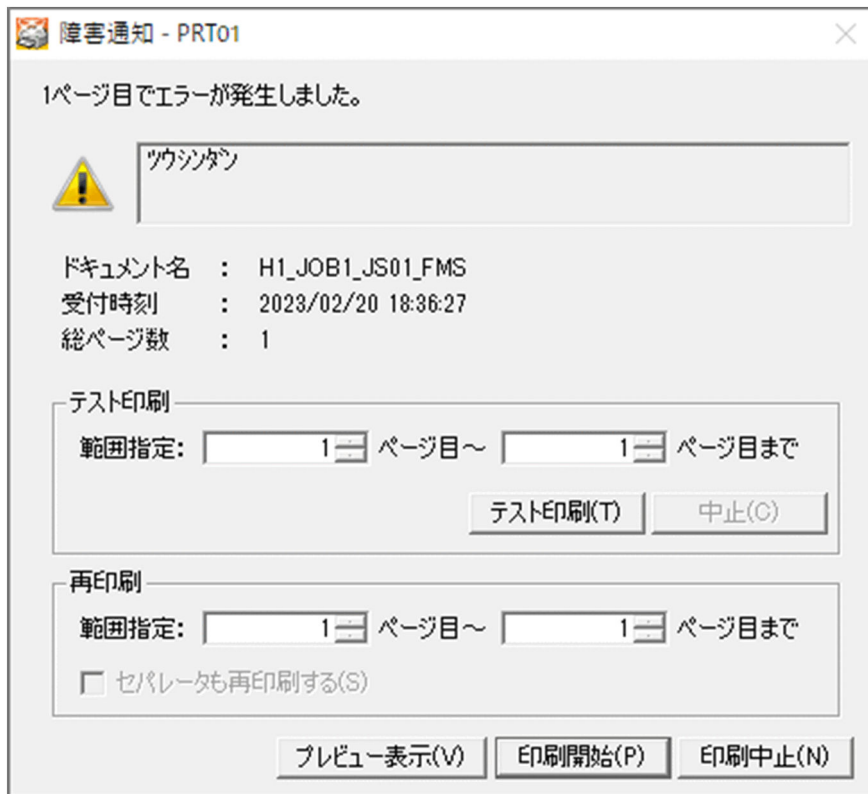 障害通知 - PRT01
1ページ目でエラーが発生しました。
ツウシンダン
ドキュメント名 : H1_JOB1_JS01_FMS
受付時刻 : 2023/02/20 18:36:27
総ページ数 : 1
テスト印刷
範囲指定: 1 ページ目～ 1 ページ目まで
テスト印刷(T) 中止(C)
再印刷
範囲指定: 1 ページ目～ 1 ページ目まで
セパレータも再印刷する(S)
プレビュー表示(V) 印刷開始(P) 印刷中止(N)